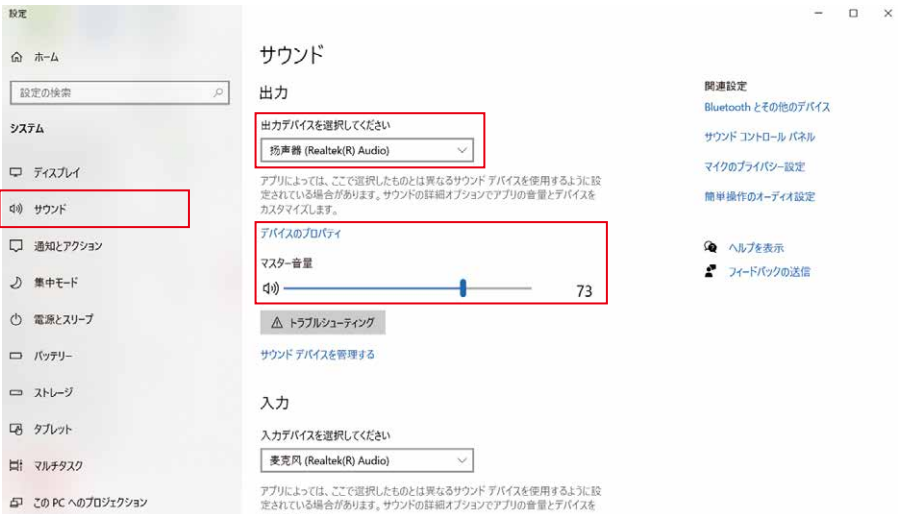 設定
ホーム
設定の検索
システム
ディスプレイ
サウンド
通知とアクション
集中モード
電源とスリープ
バッテリー
ストレージ
タブレット
マルチタスク
この PC へのプロジェクション
サウンド
出力
出力デバイスを選択してください
扬声器 (Realtek(R) Audio)
アプリによっては、ここで選択したものとは異なるサウンド デバイスを使用するように設
定されている場合があります。サウンドの詳細オプションでアプリの音量とデバイスを
カスタマイズします。
デバイスのプロパティ
マスター音量
73
トラブルシューティング
サウンド デバイスを管理する
入力
入力デバイスを選択してください
麦克风 (Realtek(R) Audio)
アプリによっては、ここで選択したものとは異なるサウンド デバイスを使用するように設
定されている場合があります。サウンドの詳細オプションでアプリの音量とデバイスを
関連設定
Bluetooth とその他のデバイス
サウンド コントロール パネル
マイクのプライバシー設定
簡単操作のオーディオ設定
ヘルプを表示
フィードバックの送信